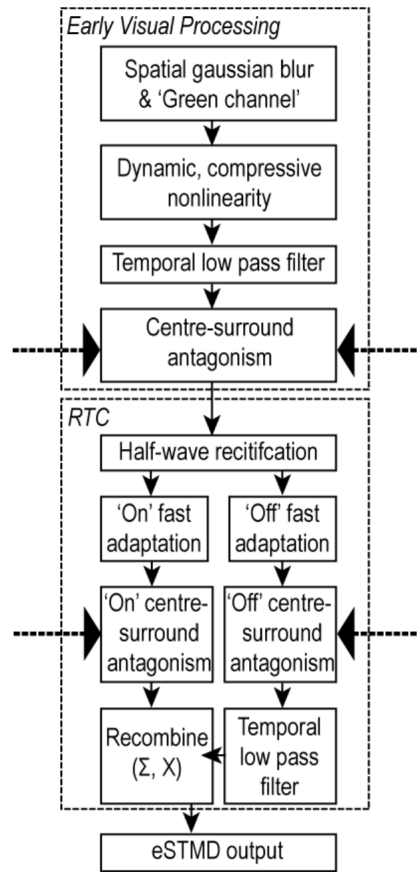 Early Visual Processing
Spatial gaussian blur
& ‘Green channel’
Dynamic, compressive
nonlinearity
Temporal low pass filter
Centre-surround
antagonism
RTC
Half-wave recitifcation
‘On’ fast
adaptation
‘Off’ fast
adaptation
‘On’ centre-
surround
antagonism
‘Off’ centre-
surround
antagonism
Recombine
(Σ, X)
Temporal
low pass
filter
eSTMD output